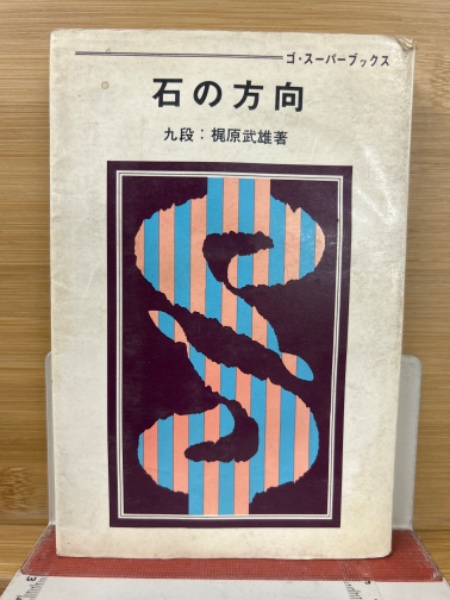 ゴ・スーパーブックス
石の方向
九段：梶原武雄著